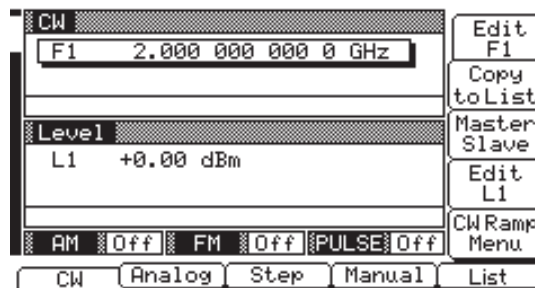 CW
F1 2.000 000 000 0 GHz
Level
L1 +0.00 dBm
AM Off FM Off PULSE Off
Edit
F1
Copy
to List
Master-
Slave
Edit
L1
CW Ramp
Menu
CW Analog Step Manual List